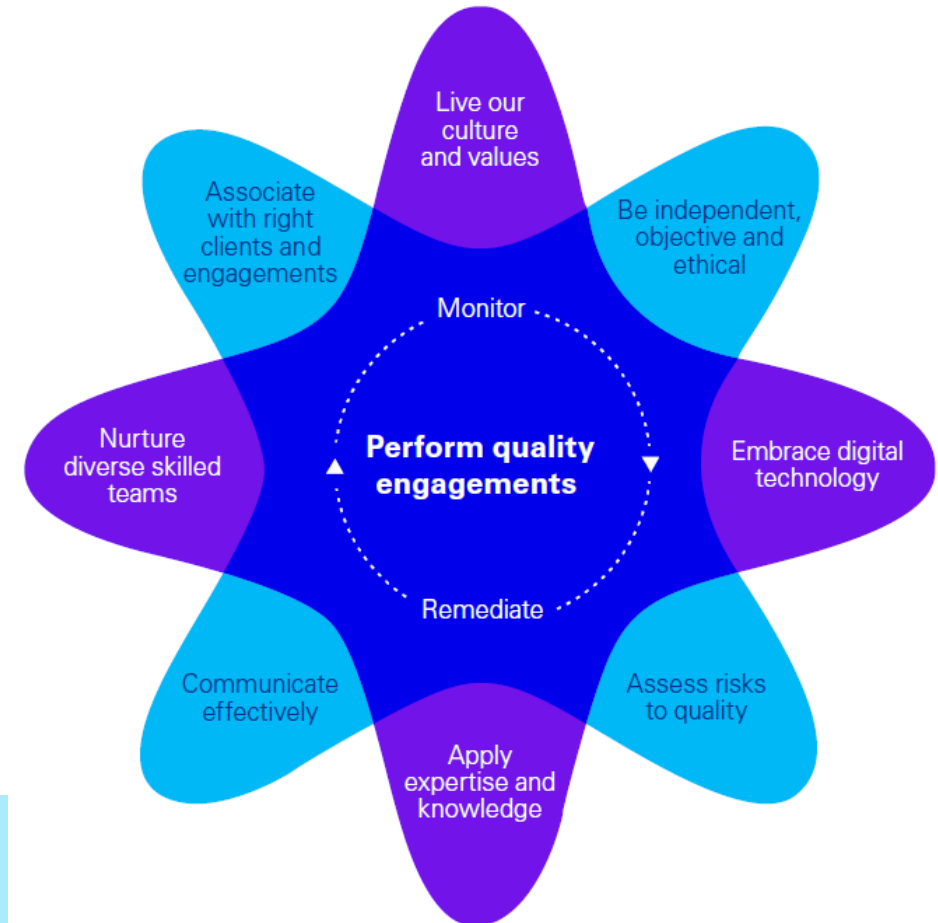 Live our
culture
and values
Be independent,
objective and
ethical
Embrace digital
technology
Assess risks
to quality
Apply
expertise and
knowledge
Communicate
effectively
Nurture
diverse skilled
teams
Associate
with right
clients and
engagements
Monitor
Perform quality
engagements
Remediate